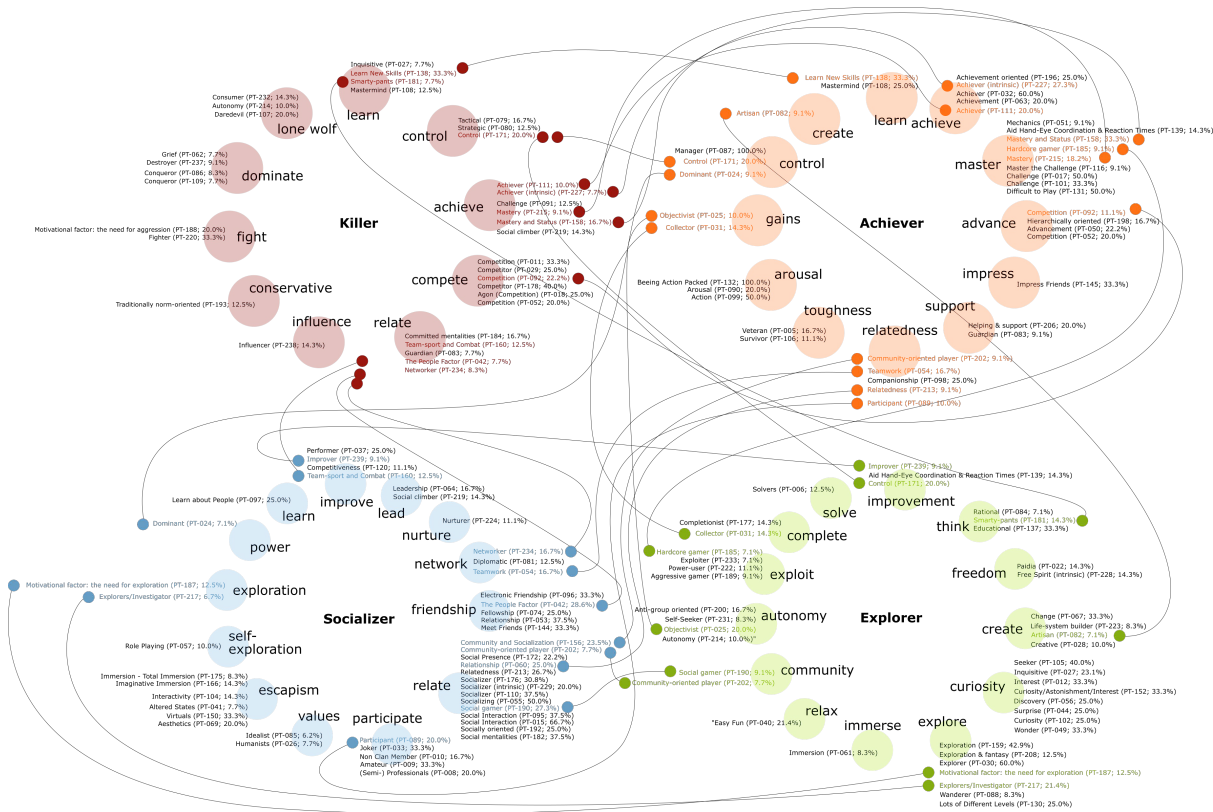 Killer
Inquisitive (PT-027; 7.7%)
Learn New Skills (PT-138; 33.3%)
Smarty-pants (PT-181; 7.7%)
Mastermind (PT-108; 12.5%)
learn
Consumer (PT-232; 14.3%)
Autonomy (PT-214; 10.0%)
Daredevil (PT-107; 20.0%)
lone wolf
Tactical (PT-079; 16.7%)
Strategic (PT-080; 12.5%)
Control (PT-171; 20.0%)
control
Grief (PT-062; 7.7%)
Destroyer (PT-237; 9.1%)
Conqueror (PT-086; 8.3%)
Conqueror (PT-109; 7.7%)
dominate
Achiever (PT-111; 10.0%)
Achiever (intrinsic) (PT-227; 7.7%)
Challenge (PT-091; 12.5%)
Mastery (PT-215; 9.1%)
Mastery and Status (PT-158; 16.7%)
Social climber (PT-219; 14.3%)
achieve
Motivational factor: the need for aggression (PT-188; 20.0%)
Fighter (PT-220; 33.3%)
fight
Competition (PT-011; 33.3%)
Competitor (PT-029; 25.0%)
Competition (PT-092; 22.2%)
Competitor (PT-178; 40.0%)
Agon (Competition) (PT-018; 25.0%)
Competition (PT-052; 20.0%)
compete
Traditionally norm-oriented (PT-193; 12.5%)
conservative
Influencer (PT-238; 14.3%)
influence
Committed mentalities (PT-184; 16.7%)
Team-sport and Combat (PT-160; 12.5%)
Guardian (PT-083; 7.7%)
The People Factor (PT-042; 7.7%)
Networker (PT-234; 8.3%)
relate
Achiever
Learn New Skills (PT-138; 33.3%)
Mastermind (PT-108; 25.0%)
learn
Achievement oriented (PT-196; 25.0%)
Achiever (intrinsic) (PT-227; 27.3%)
Achiever (PT-032; 60.0%)
Achievement (PT-063; 20.0%)
Achiever (PT-111; 20.0%)
achieve
Artisan (PT-082; 9.1%)
create
Mechanics (PT-051; 9.1%)
Aid Hand-Eye Coordination & Reaction Times (PT-139; 14.3%)
Mastery and Status (PT-158; 33.3%)
Hardcore gamer (PT-185; 9.1%)
Mastery (PT-215; 18.2%)
Master the Challenge (PT-116; 9.1%)
Challenge (PT-017; 50.0%)
Challenge (PT-101; 33.3%)
Difficult to Play (PT-131; 50.0%)
master
Manager (PT-087; 100.0%)
Control (PT-171; 20.0%)
Dominant (PT-024; 9.1%)
control
Objectivist (PT-025; 10.0%)
Collector (PT-031; 14.3%)
gains
Competition (PT-092; 11.1%)
Hierarchically oriented (PT-198; 16.7%)
Advancement (PT-050; 22.2%)
Competition (PT-052; 20.0%)
advance
Beeing Action Packed (PT-132; 100.0%)
Arousal (PT-090; 20.0%)
Action (PT-099; 50.0%)
arousal
Impress Friends (PT-145; 33.3%)
impress
Veteran (PT-005; 16.7%)
Survivor (PT-106; 11.1%)
toughness
Helping & support (PT-206; 20.0%)
Guardian (PT-083; 9.1%)
support
relatedness
Community-oriented player (PT-202; 9.1%)
Teamwork (PT-054; 16.7%)
Companionship (PT-098; 25.0%)
Relatedness (PT-213; 9.1%)
Participant (PT-089; 10.0%)
Socializer
Performer (PT-037; 25.0%)
Improver (PT-239; 9.1%)
Competitiveness (PT-120; 11.1%)
Team-sport and Combat (PT-160; 12.5%)
improve
Leadership (PT-064; 16.7%)
Social climber (PT-219; 14.3%)
lead
Learn about People (PT-097; 25.0%)
learn
Dominant (PT-024; 7.1%)
power
Nurturer (PT-224; 11.1%)
nurture
Networker (PT-234; 16.7%)
Diplomatic (PT-081; 12.5%)
Teamwork (PT-054; 16.7%)
network
Motivational factor: the need for exploration (PT-187; 12.5%)
Explorers/Investigator (PT-217; 6.7%)
exploration
Electronic Friendship (PT-096; 33.3%)
The People Factor (PT-042; 28.6%)
Fellowship (PT-074; 25.0%)
Relationship (PT-053; 37.5%)
Meet Friends (PT-144; 33.3%)
friendship
Role Playing (PT-057; 10.0%)
self-
exploration
Community and Socialization (PT-156; 23.5%)
Community-oriented player (PT-202; 7.7%)
Social Presence (PT-172; 22.2%)
Relationship (PT-060; 25.0%)
Relatedness (PT-213; 26.7%)
Socializer (PT-176; 30.8%)
Socializer (intrinsic) (PT-229; 20.0%)
Socializer (PT-110; 37.5%)
Socializing (PT-055; 50.0%)
Social gamer (PT-190; 27.3%)
Social Interaction (PT-095; 37.5%)
Social Interaction (PT-015; 66.7%)
Socially oriented (PT-192; 25.0%)
Social mentalities (PT-182; 37.5%)
relate
Immersion - Total Immersion (PT-175; 8.3%)
Imaginative Immersion (PT-166; 14.3%)
Interactivity (PT-104; 14.3%)
Altered States (PT-041; 7.7%)
Virtuals (PT-150; 33.3%)
Aesthetics (PT-069; 20.0%)
escapism
Idealist (PT-085; 6.2%)
Humanists (PT-026; 7.7%)
values
participate
Participant (PT-089; 20.0%)
Joker (PT-033; 33.3%)
Non Clan Member (PT-010; 16.7%)
Amateur (PT-009; 33.3%)
(Semi-) Professionals (PT-008; 20.0%)
Explorer
Improver (PT-239; 9.1%)
Aid Hand-Eye Coordination & Reaction Times (PT-139; 14.3%)
Control (PT-171; 20.0%)
improvement
Solvers (PT-006; 12.5%)
solve
Rational (PT-084; 7.1%)
Smarty-pants (PT-181; 14.3%)
Educational (PT-137; 33.3%)
think
Completionist (PT-177; 14.3%)
Collector (PT-031; 14.3%)
complete
Hardcore gamer (PT-185; 7.1%)
Exploiter (PT-233; 7.1%)
Power-user (PT-222; 11.1%)
Aggressive gamer (PT-189; 9.1%)
exploit
Paidia (PT-022; 14.3%)
Free Spirit (intrinsic) (PT-228; 14.3%)
freedom
Anti-group oriented (PT-200; 16.7%)
Self-Seeker (PT-231; 8.3%)
Objectivist (PT-025; 20.0%)
Autonomy (PT-214; 10.0%)"
autonomy
Change (PT-067; 33.3%)
Life-system builder (PT-223; 8.3%)
Artisan (PT-082; 7.1%)
Creative (PT-028; 10.0%)
create
Social gamer (PT-190; 9.1%)
Community-oriented player (PT-202; 7.7%)
community
Seeker (PT-105; 40.0%)
Inquisitive (PT-027; 23.1%)
Interest (PT-012; 33.3%)
Curiosity/Astonishment/Interest (PT-152; 33.3%)
Discovery (PT-056; 25.0%)
Surprise (PT-044; 25.0%)
Curiosity (PT-102; 25.0%)
Wonder (PT-049; 33.3%)
curiosity
"Easy Fun (PT-040; 21.4%)
relax
Immersion (PT-061; 8.3%)
immerse
explore
Exploration (PT-159; 42.9%)
Exploration & fantasy (PT-208; 12.5%)
Explorer (PT-030; 60.0%)
Motivational factor: the need for exploration (PT-187; 12.5%)
Explorers/Investigator (PT-217; 21.4%)
Wanderer (PT-088; 8.3%)
Lots of Different Levels (PT-130; 25.0%)